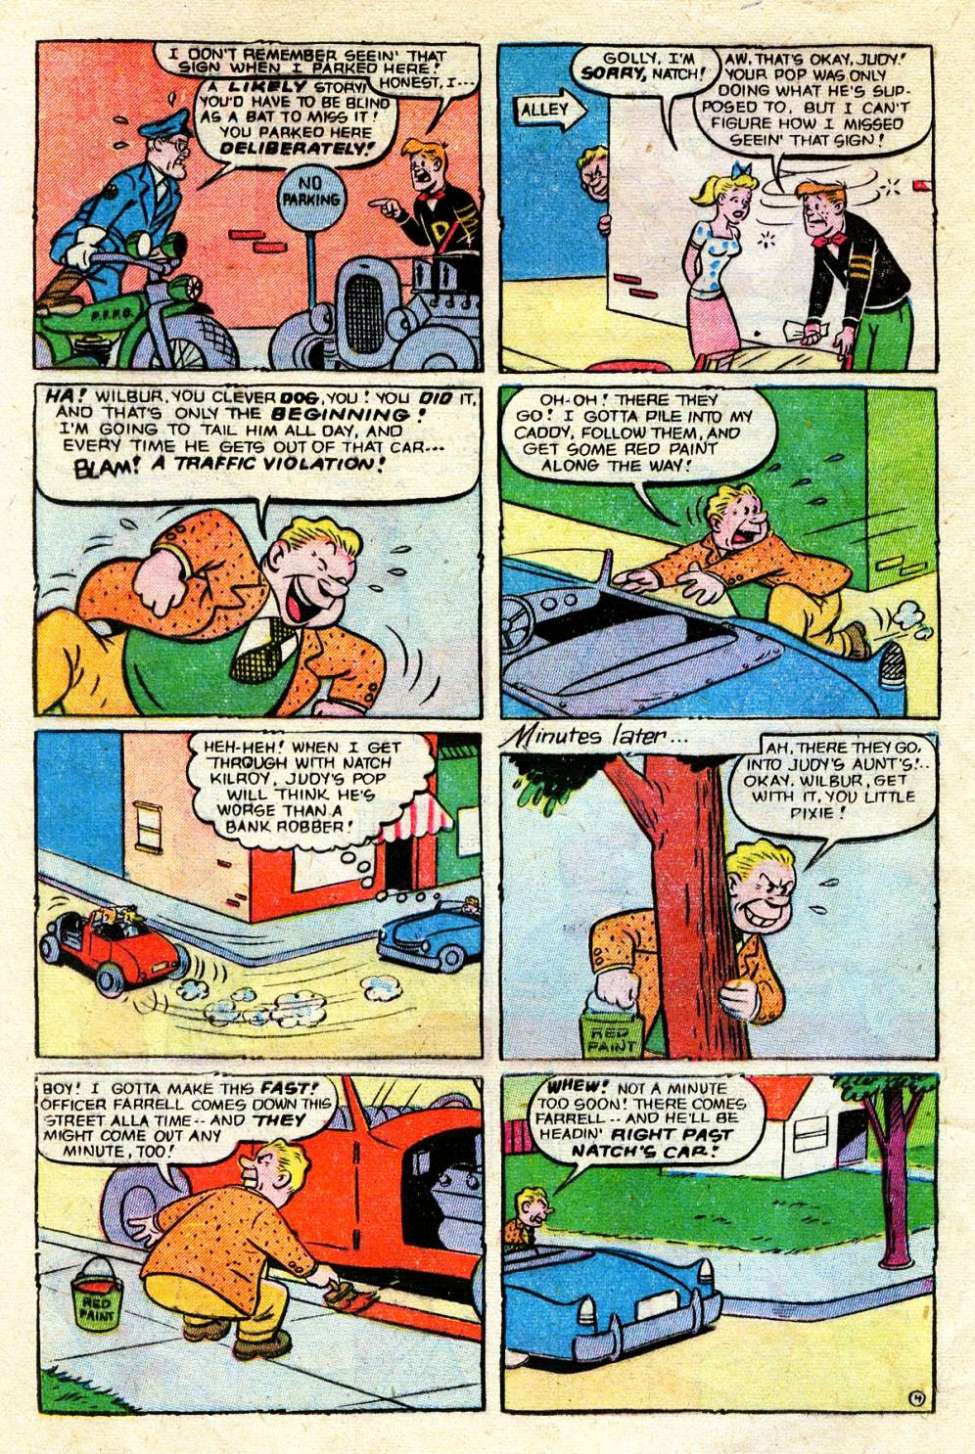 I DON'T REMEMBER SEEIN' THAT
SIGN WHEN I PARKED HERE!
HONEST, I---
A LIKELY STORY!
YOU'D HAVE TO BE BLIND
AS A BAT TO MISS IT!
YOU PARKED HERE
DELIBERATELY!
NO
PARKING
P.F.P.D.
D
GOLLY, I'M
SORRY, NATCH!
AW, THAT'S OKAY, JUDY!
YOUR POP WAS ONLY
DOING WHAT HE'S SUP-
POSED TO, BUT I CAN'T
FIGURE HOW I MISSED
SEEIN' THAT SIGN!
ALLEY
HA! WILBUR, YOU CLEVER DOG, YOU! YOU DID IT,
AND THAT'S ONLY THE BEGINNING!
I'M GOING TO TAIL HIM ALL DAY, AND
EVERY TIME HE GETS OUT OF THAT CAR---
BLAM! A TRAFFIC VIOLATION!
OH-OH! THERE THEY
GO! I GOTTA PILE INTO MY
CADDY, FOLLOW THEM, AND
GET SOME RED PAINT
ALONG THE WAY!
HEH-HEH! WHEN I GET
THROUGH WITH NATCH
KILROY, JUDY'S POP
WILL THINK HE'S
WORSE THAN A
BANK ROBBER!
Minutes later...
AH, THERE THEY GO,
INTO JUDY'S AUNT'S!..
OKAY, WILBUR, GET
WITH IT, YOU LITTLE
PIXIE!
RED
PAINT
BOY! I GOTTA MAKE THIS FAST!
OFFICER FARRELL COMES DOWN THIS
STREET ALLA TIME -- AND THEY
MIGHT COME OUT ANY
MINUTE, TOO!
RED
PAINT
WHEW! NOT A MINUTE
TOO SOON! THERE COMES
FARRELL -- AND HE'LL BE
HEADIN' RIGHT PAST
NATCH'S CAR!
4